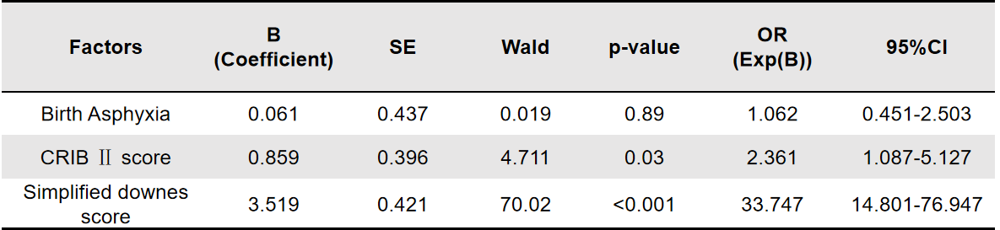 Factors B (Coefficient) SE Wald p-value OR (Exp(B)) 95%CI
Birth Asphyxia 0.061 0.437 0.019 0.89 1.062 0.451-2.503
CRIB Ⅱ score 0.859 0.396 4.711 0.03 2.361 1.087-5.127
Simplified downes score 3.519 0.421 70.02 <0.001 33.747 14.801-76.947